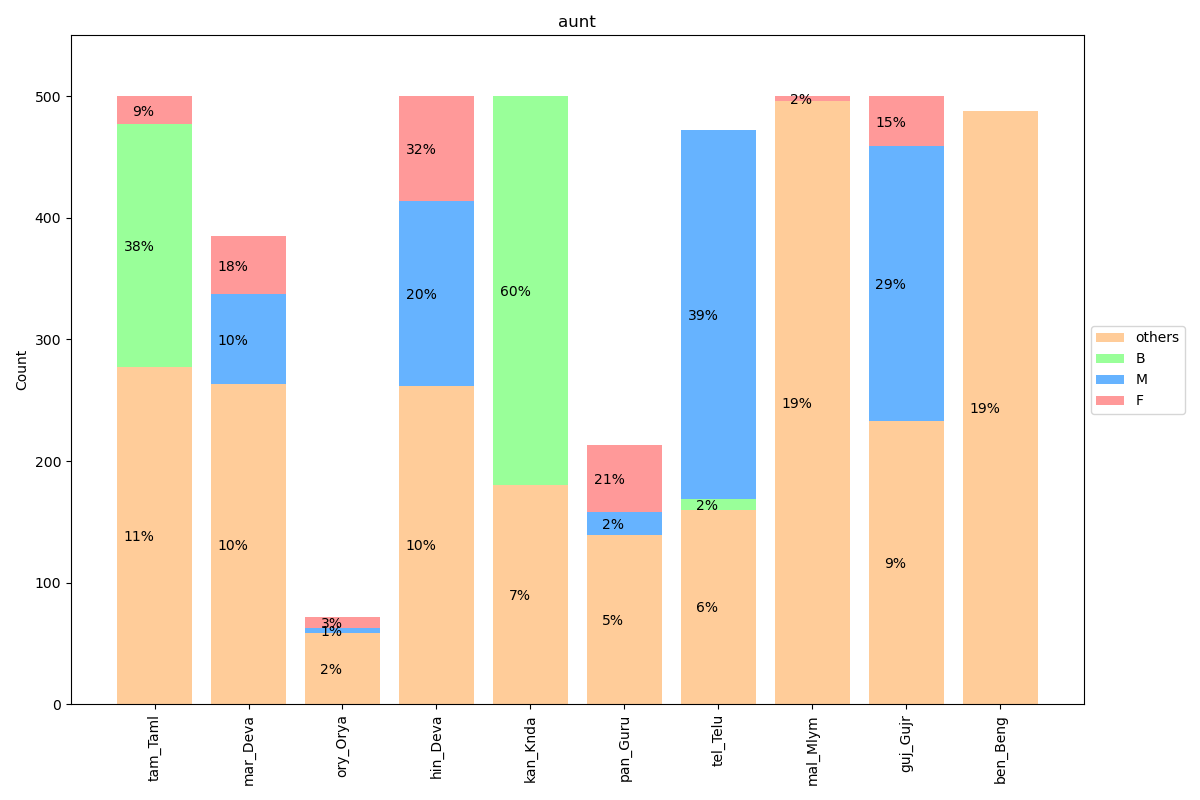 aunt
Count
500
400
300
200
100
0
9%
38%
11%
18%
10%
10%
3%
1%
2%
32%
20%
10%
60%
7%
21%
2%
5%
39%
2%
6%
2%
19%
15%
29%
9%
19%
tam_Taml
mar_Deva
ory_Orya
hin_Deva
kan_Knda
pan_Guru
tel_Telu
mal_Mlym
guj_Gujr
ben_Beng
others
B
M
F